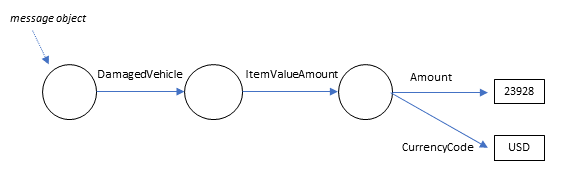 message object
DamagedVehicle
ItemValueAmount
Amount
23928
CurrencyCode
USD